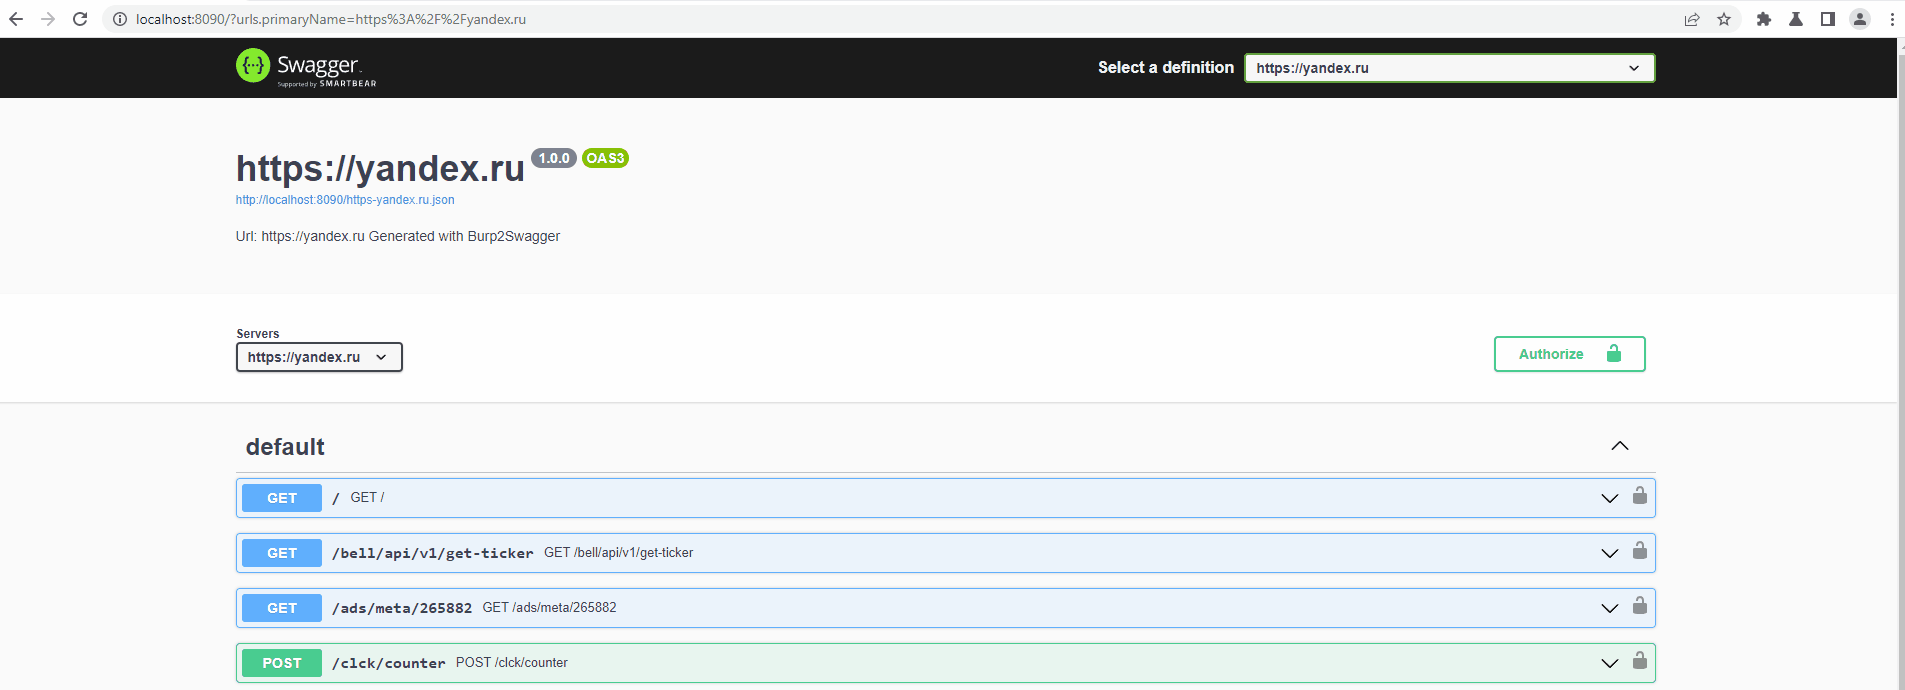 localhost:8090/?urls.primaryName=https%3A%2F%2Fyandex.ru
{···} Swagger
Supported by SMARTBEAR
Select a definition
https://yandex.ru
https://yandex.ru 1.0.0 OAS3
http://localhost:8090/https-yandex.ru.json
Url: https://yandex.ru Generated with Burp2Swagger
Servers
https://yandex.ru
Authorize
default
GET / GET /
GET /bell/api/v1/get-ticker GET /bell/api/v1/get-ticker
GET /ads/meta/265882 GET /ads/meta/265882
POST /clck/counter POST /clck/counter